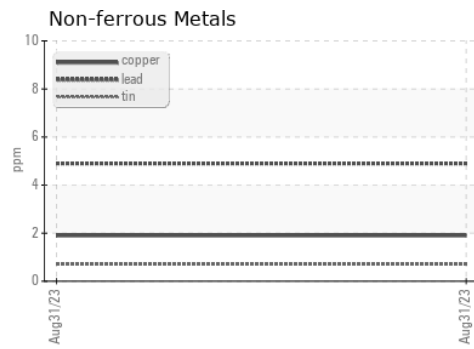 Non-ferrous Metals
10
8
6
4
2
0
ppm
copper
lead
tin
Aug31/23
Aug31/23